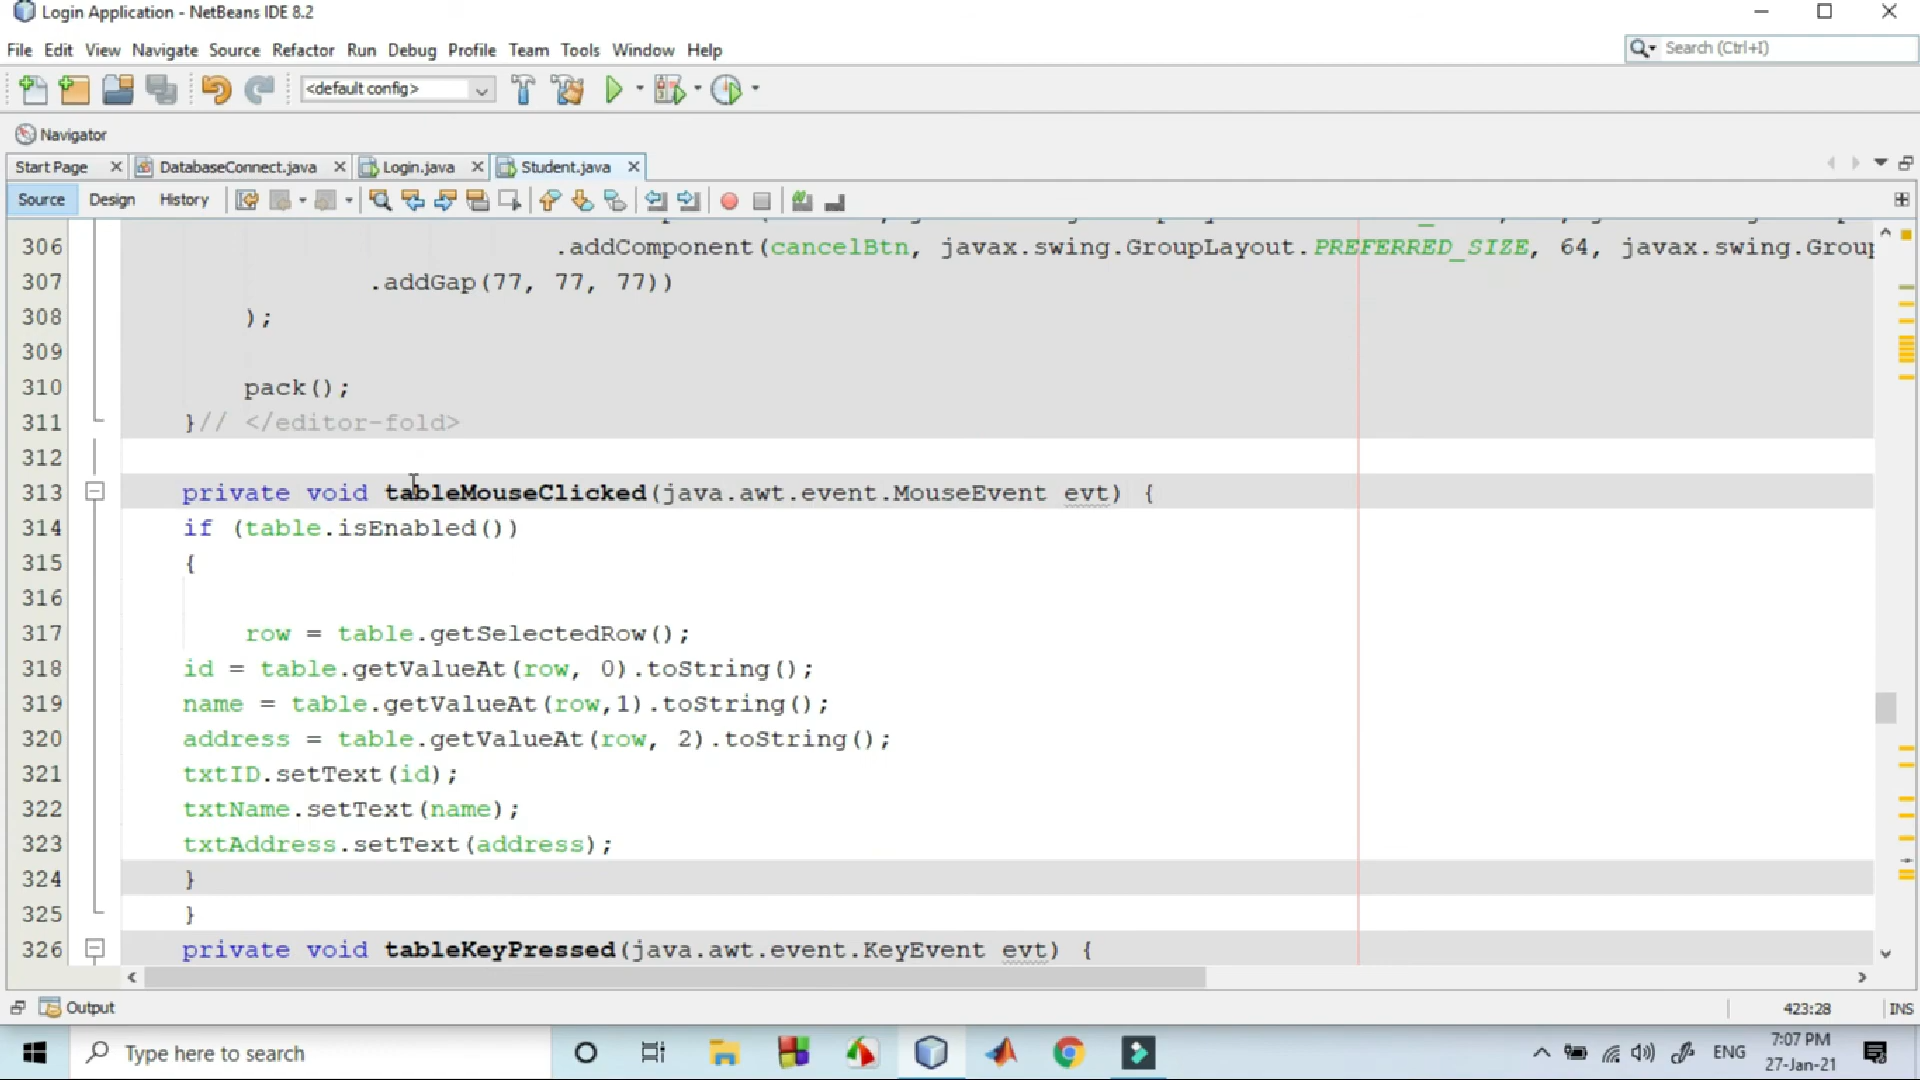 Login Application - NetBeans IDE 8.2
File Edit View Navigate Source Refactor Run Debug Profile Team Tools Window Help
Search (Ctrl+I)
<default config>
Navigator
Start Page DatabaseConnect.java Login.java Student.java
Source Design History
306 .addComponent(cancelBtn, javax.swing.GroupLayout.PREFERRED_SIZE, 64, javax.swing.Group
307 .addGap(77, 77, 77))
308 );
309
310 pack();
311 }// </editor-fold>
312
313 private void tableMouseClicked(java.awt.event.MouseEvent evt) {
314 if (table.isEnabled())
315 {
316
317 row = table.getSelectedRow();
318 id = table.getValueAt(row, 0).toString();
319 name = table.getValueAt(row,1).toString();
320 address = table.getValueAt(row, 2).toString();
321 txtID.setText(id);
322 txtName.setText(name);
323 txtAddress.setText(address);
324 }
325 }
326 private void tableKeyPressed(java.awt.event.KeyEvent evt) {
Output
423:28 INS
Type here to search
ENG
7:07 PM
27-Jan-21